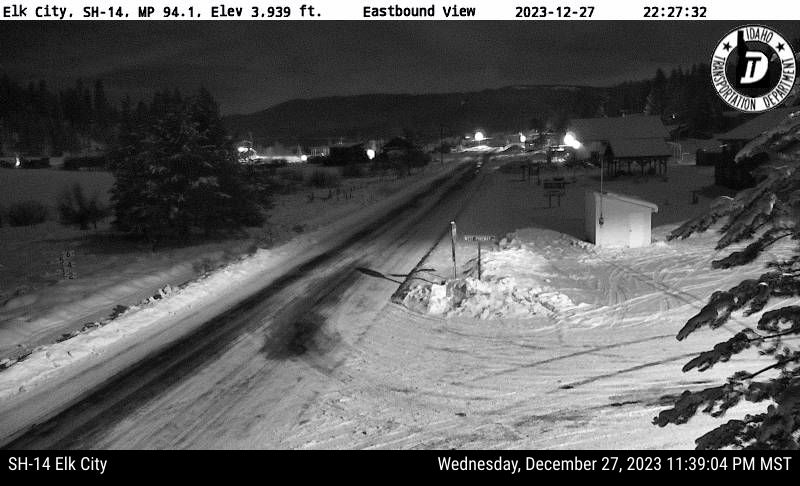 Elk City, SH-14, MP 94.1, Elev 3,939 ft. Eastbound View 2023-12-27 22:27:32
IDAHO
TRANSPORTATION DEPARTMENT
SH-14 Elk City Wednesday, December 27, 2023 11:39:04 PM MST